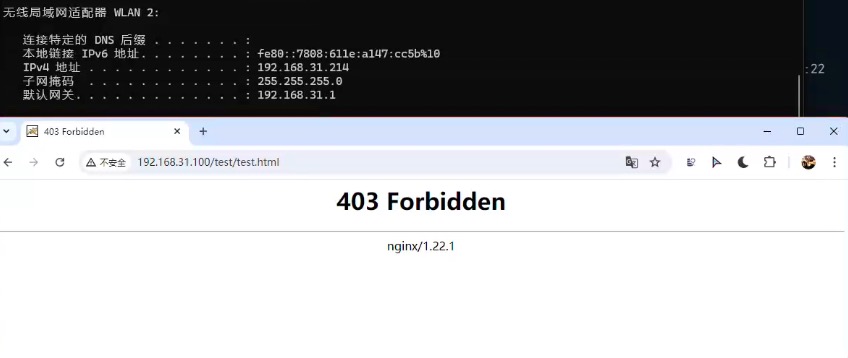 无线局域网适配器 WLAN 2:
连接特定的 DNS 后缀 . . . . . . . :
本地链接 IPv6 地址. . . . . . . . : fe80::7808:611e:a147:cc5b%10
IPv4 地址 . . . . . . . . . . . . : 192.168.31.214
子网掩码 . . . . . . . . . . . . : 255.255.255.0
默认网关. . . . . . . . . . . . . : 192.168.31.1
:22
403 Forbidden
不安全 192.168.31.100/test/test.html
403 Forbidden
nginx/1.22.1